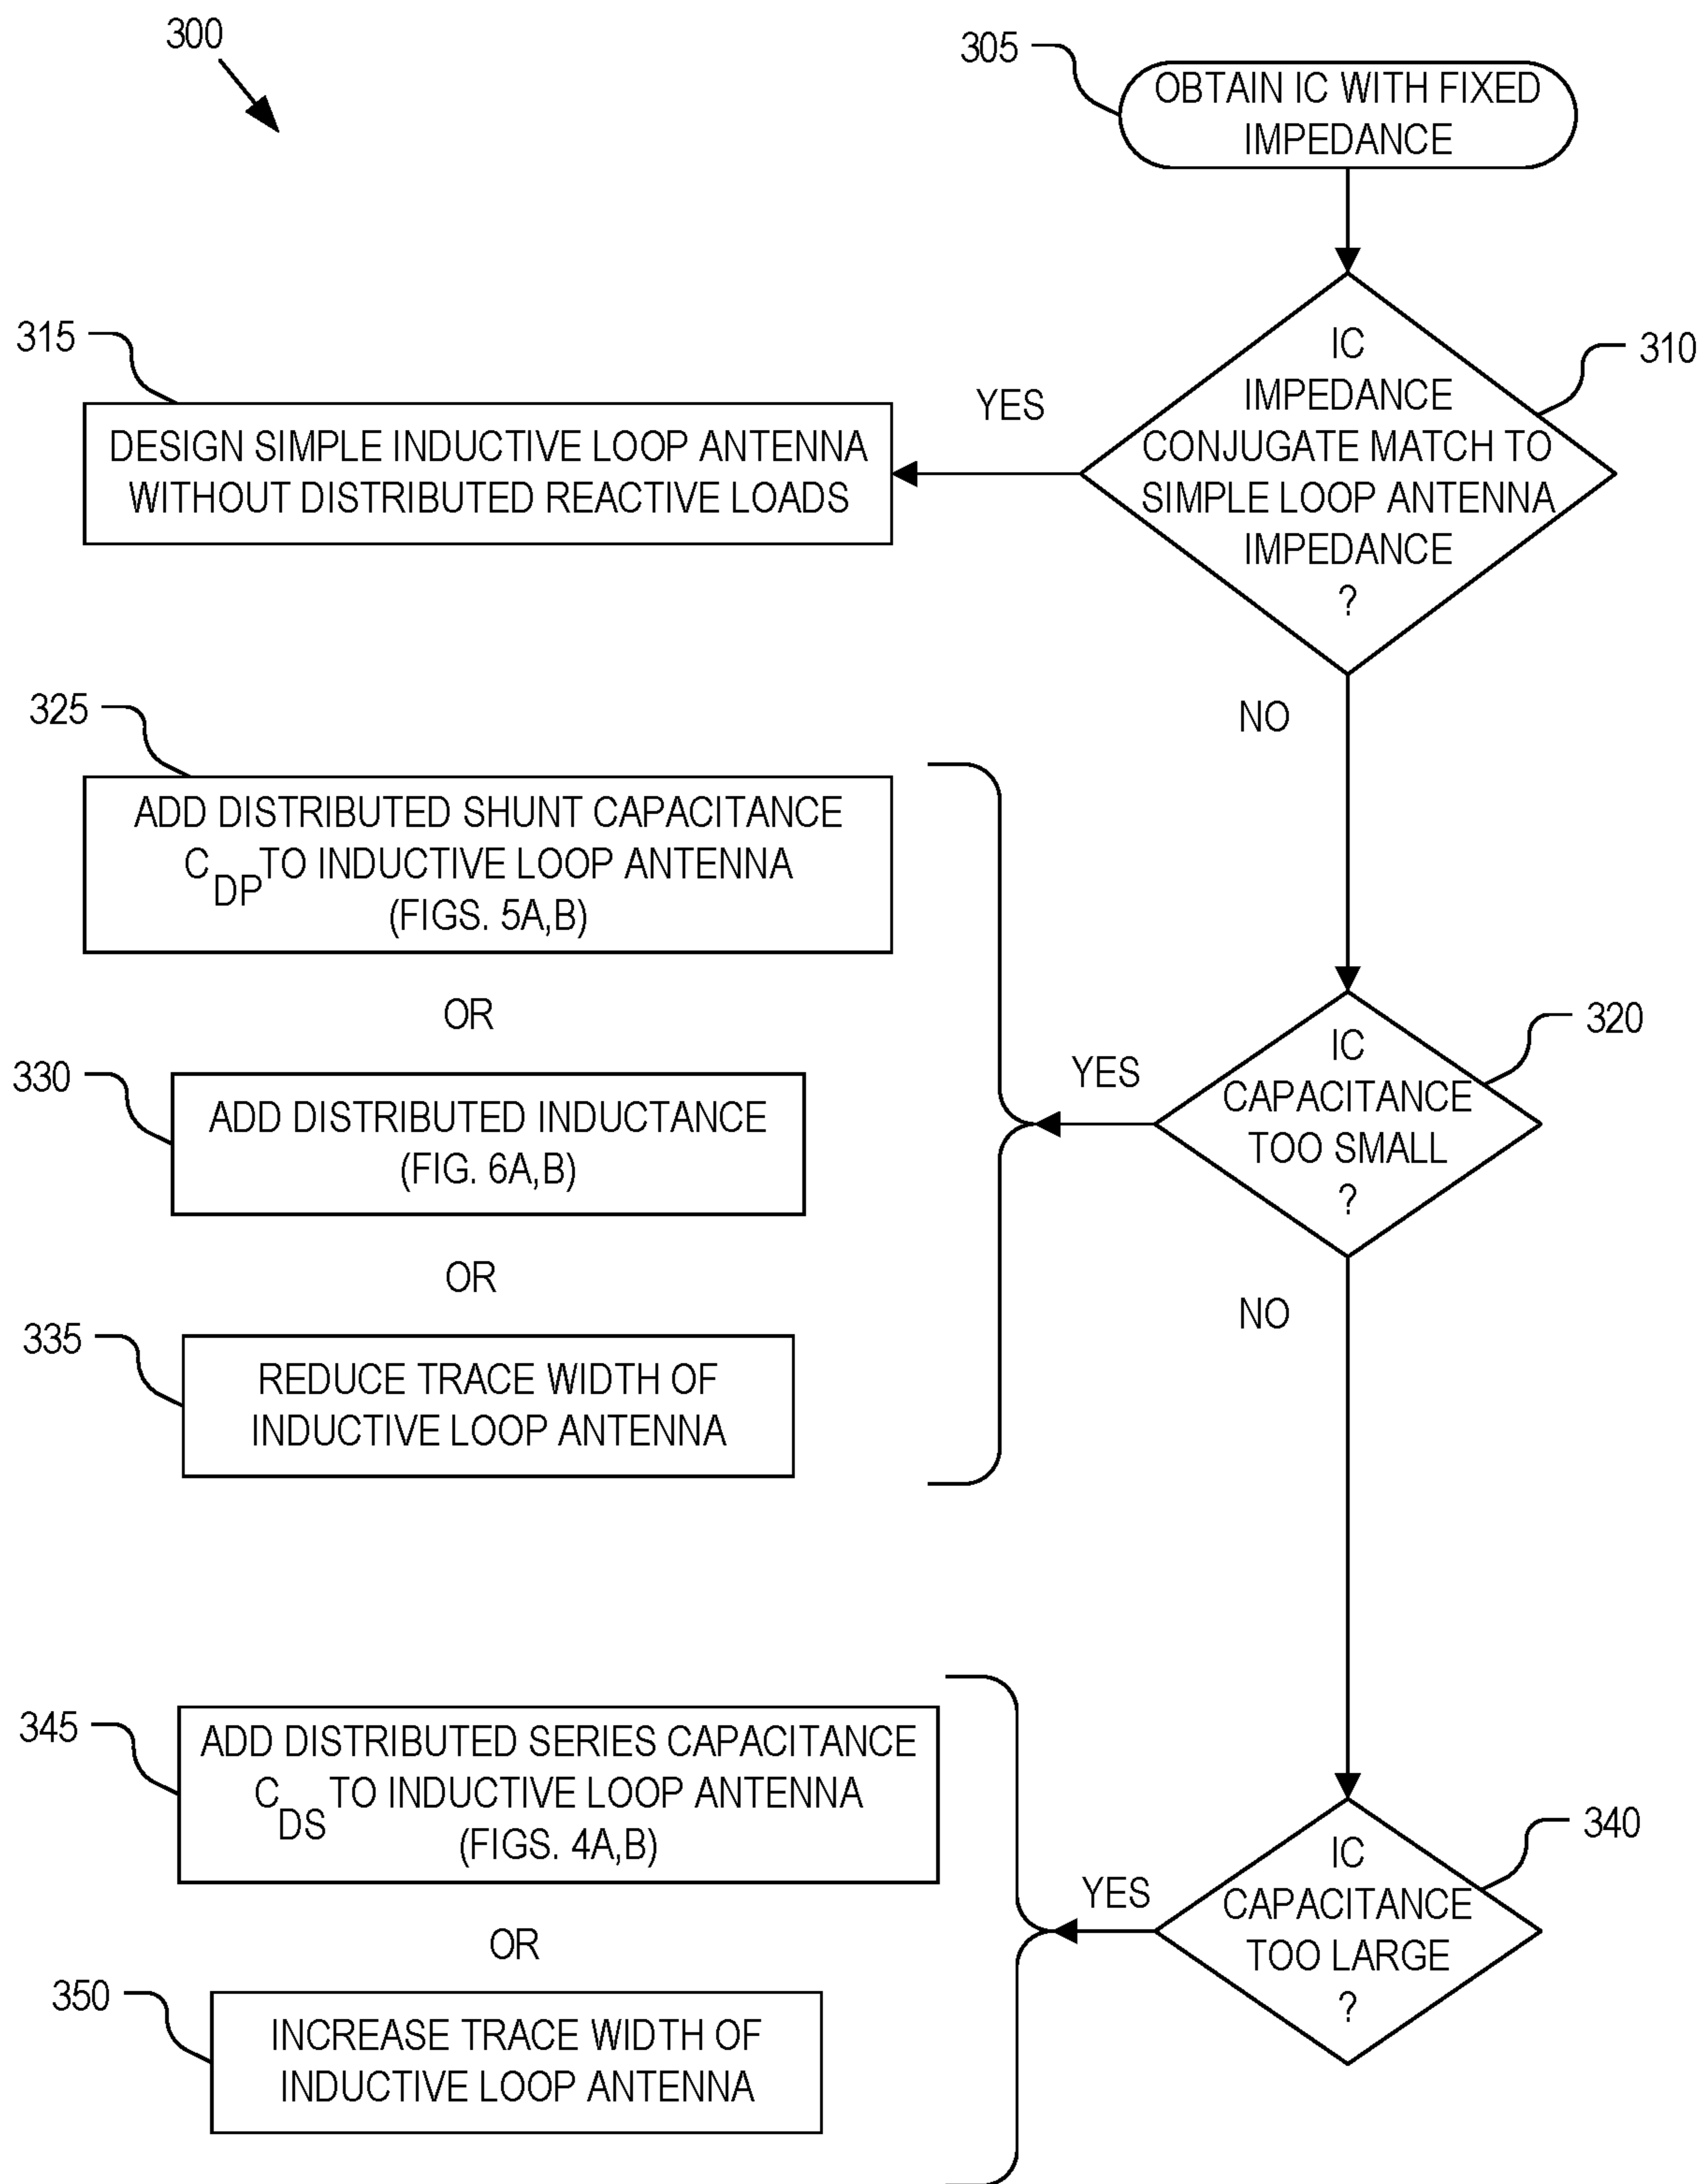 300
305
OBTAIN IC WITH FIXED
IMPEDANCE
310
IC
IMPEDANCE
CONJUGATE MATCH TO
SIMPLE LOOP ANTENNA
IMPEDANCE
?
YES
315
DESIGN SIMPLE INDUCTIVE LOOP ANTENNA
WITHOUT DISTRIBUTED REACTIVE LOADS
NO
320
IC
CAPACITANCE
TOO SMALL
?
YES
325
ADD DISTRIBUTED SHUNT CAPACITANCE
C DP TO INDUCTIVE LOOP ANTENNA
(FIGS. 5A,B)
OR
330
ADD DISTRIBUTED INDUCTANCE
(FIG. 6A,B)
OR
335
REDUCE TRACE WIDTH OF
INDUCTIVE LOOP ANTENNA
NO
340
IC
CAPACITANCE
TOO LARGE
?
YES
345
ADD DISTRIBUTED SERIES CAPACITANCE
C DS TO INDUCTIVE LOOP ANTENNA
(FIGS. 4A,B)
OR
350
INCREASE TRACE WIDTH OF
INDUCTIVE LOOP ANTENNA